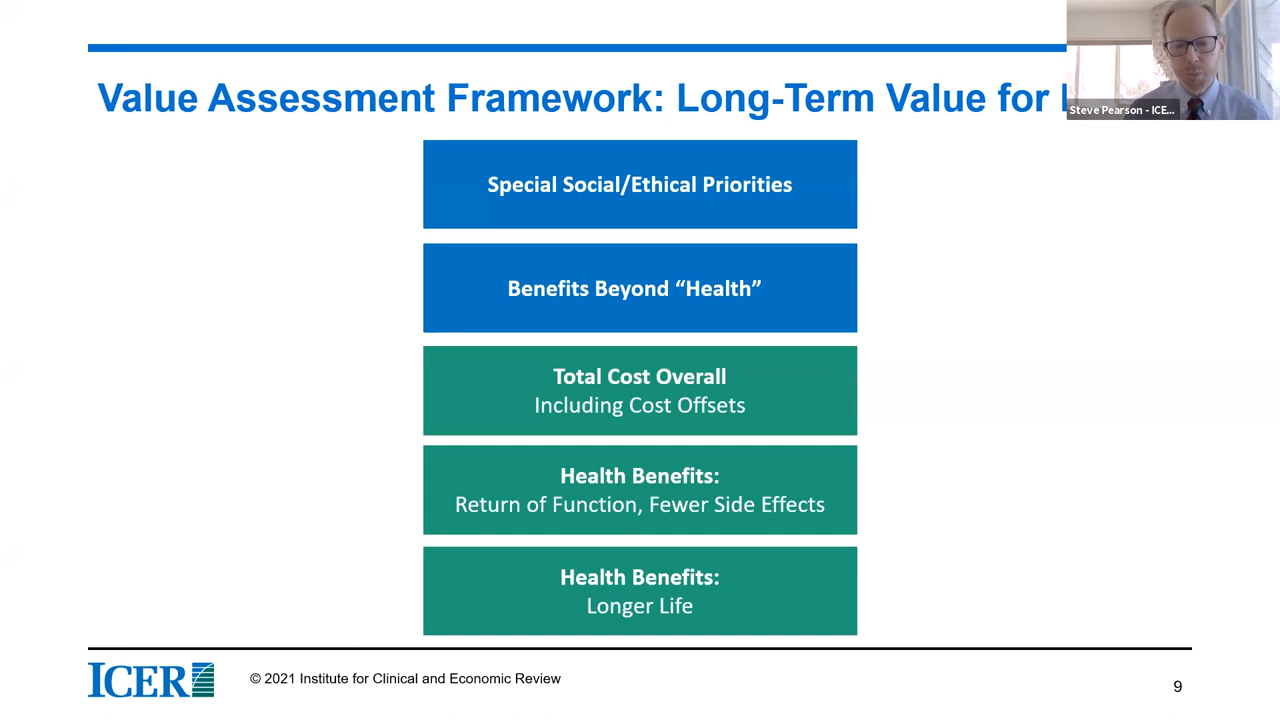 Value Assessment Framework: Long-Term Value for
Steve Pearson - ICE...
Special Social/Ethical Priorities
Benefits Beyond “Health”
Total Cost Overall
Including Cost Offsets
Health Benefits:
Return of Function, Fewer Side Effects
Health Benefits:
Longer Life
ICER
© 2021 Institute for Clinical and Economic Review
9